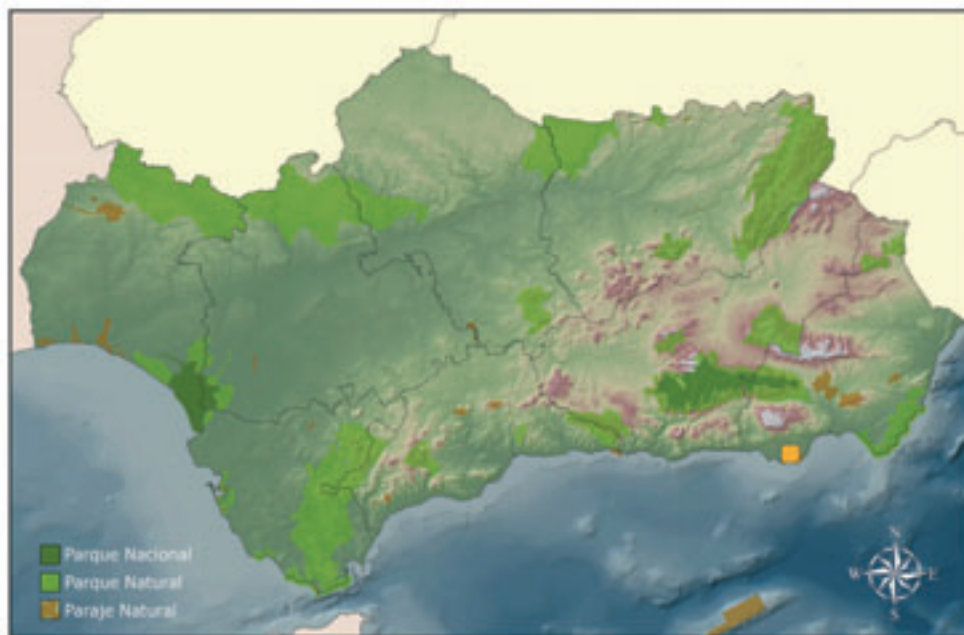 Parque Nacional
Parque Natural
Paraje Natural
N
W E
S